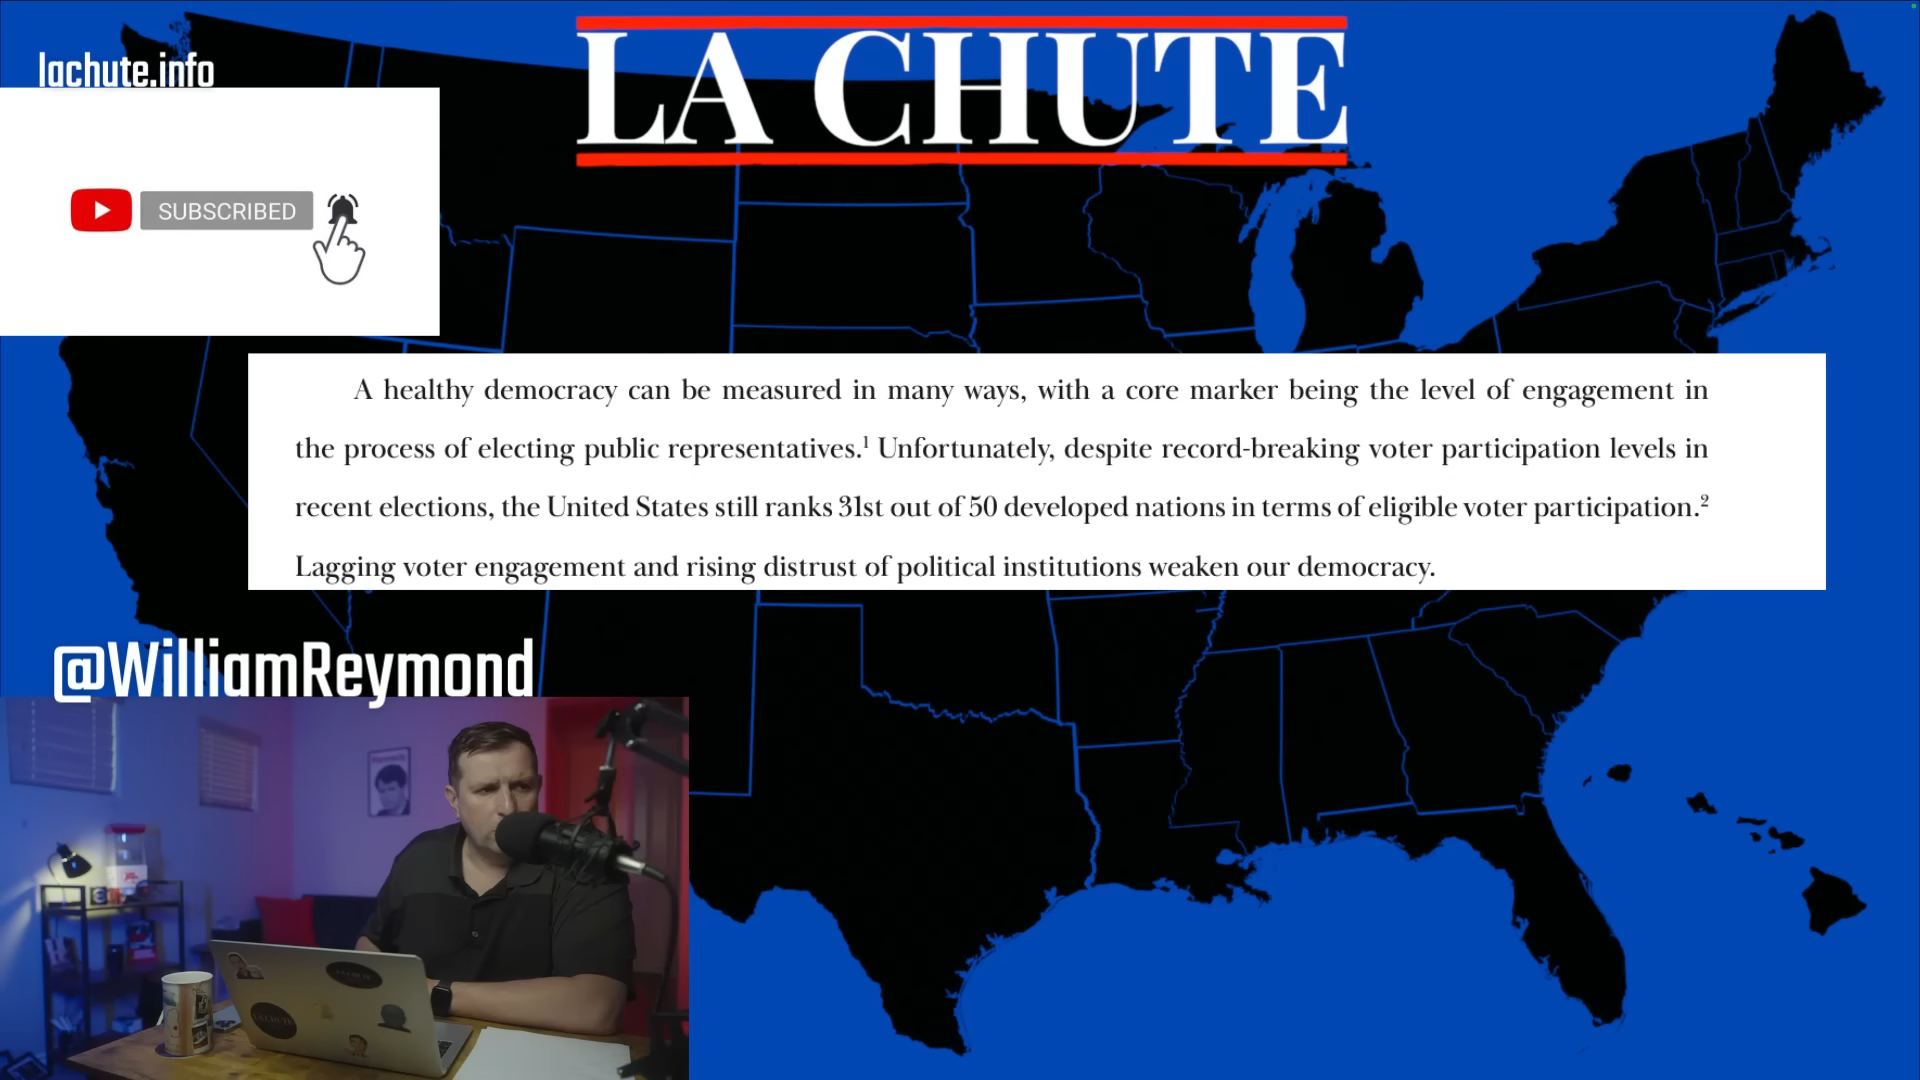 LA CHUTE
lachute.info
SUBSCRIBED
A healthy democracy can be measured in many ways, with a core marker being the level of engagement in
the process of electing public representatives.¹ Unfortunately, despite record-breaking voter participation levels in
recent elections, the United States still ranks 31st out of 50 developed nations in terms of eligible voter participation.²
Lagging voter engagement and rising distrust of political institutions weaken our democracy.
@WilliamReymond
LA CHUTE